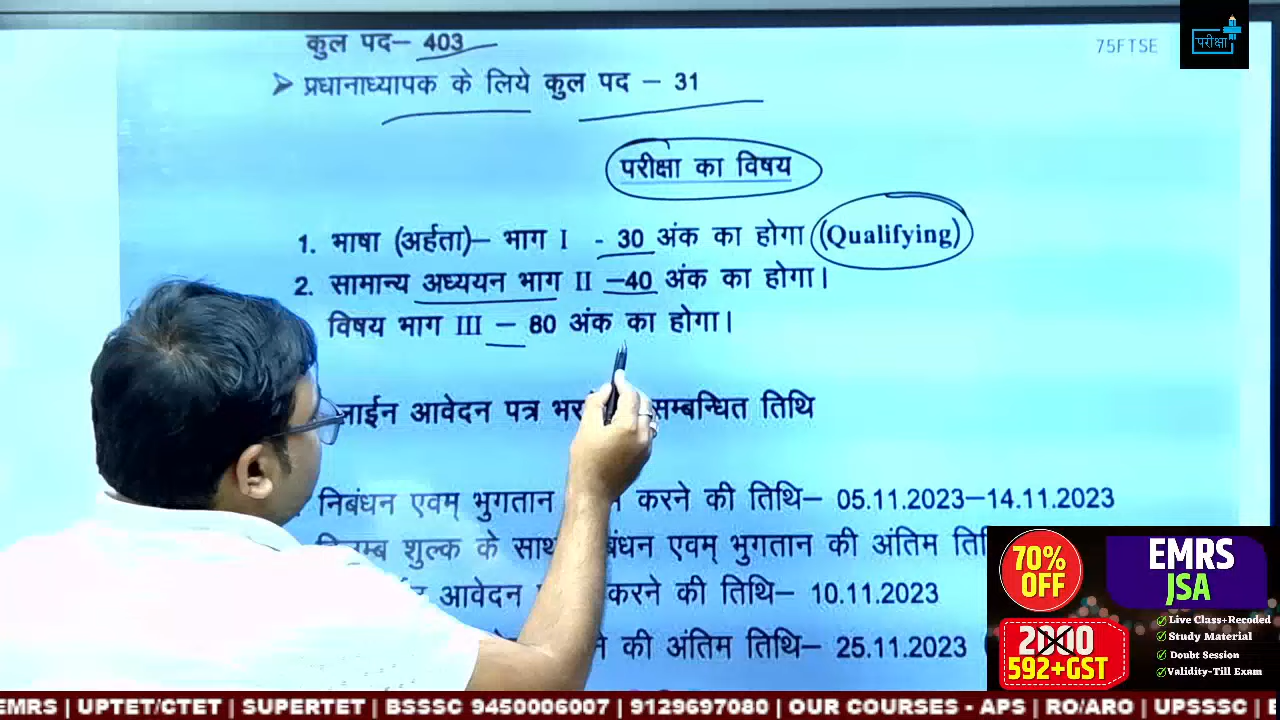 कुल पद– 403
75FTSE
परीक्षा
➤ प्रधानाध्यापक के लिये कुल पद – 31
परीक्षा का विषय
1. भाषा (अर्हता)– भाग I - 30 अंक का होगा (Qualifying)
2. सामान्य अध्ययन भाग II –40 अंक का होगा।
विषय भाग III – 80 अंक का होगा।
लाईन आवेदन पत्र सम्बन्धित तिथि
निबंधन एवम् भुगतान करने की तिथि– 05.11.2023–14.11.2023
शुल्क के साथ एवम् भुगतान की अंतिम
आवेदन करने की तिथि– 10.11.2023
की अंतिम तिथि– 25.11.2023
70%
OFF
EMRS
JSA
2000
592+GST
Live Class+Recoded
Study Material
Doubt Session
Validity-Till Exam
EMRS | UPTET/CTET | SUPERTET | BSSSC 9450006007 | 9129697080 | OUR COURSES - APS | RO/ARO | UPSSSC |